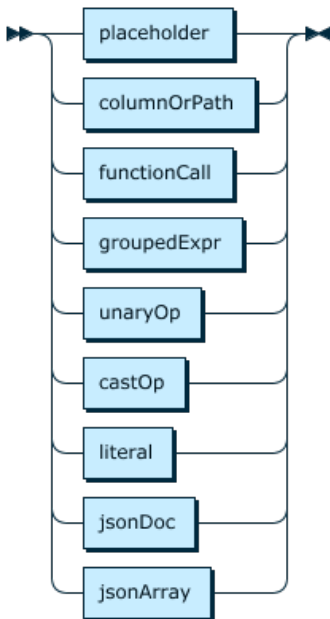 placeholder
columnOrPath
functionCall
groupedExpr
unaryOp
castOp
literal
jsonDoc
jsonArray